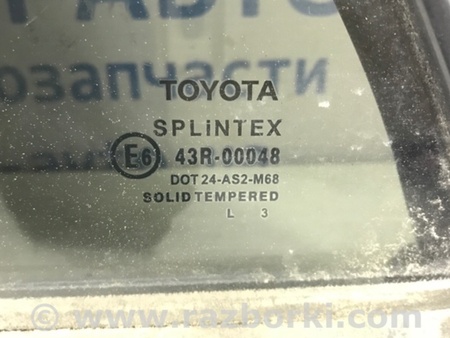 АВТО
озапчасти
TOYOTA
SPLiNTEX
E6 43R-00048
DOT 24-AS2-M68
SOLID TEMPERED
L 3
www.razborki.com